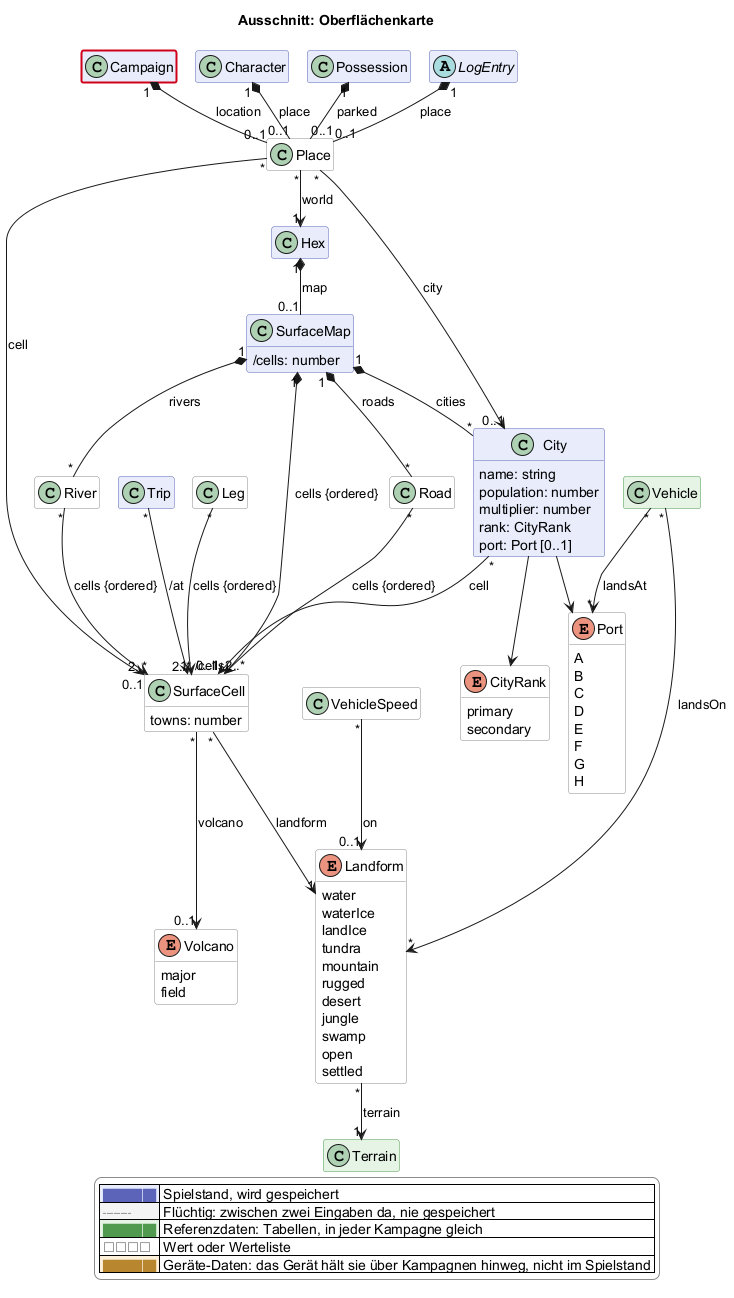 Ausschnitt: Oberflächenkarte
C Campaign
C Character
C Possession
A LogEntry
1
1
1
1
location
place
parked
place
0..1
0..1
0..1
0..1
C Place
*
*
*
world
1
C Hex
city
1
map
cell
0..1
C SurfaceMap
/cells: number
1
1
1
1
rivers
roads
cities
*
*
*
0..1
C City
name: string
population: number
multiplier: number
rank: CityRank
port: Port [0..1]
C River
C Trip
C Leg
C Road
C Vehicle
cells {ordered}
*
*
*
*
*
*
*
cells {ordered}
/at
cells {ordered}
cells {ordered}
cell
landsAt
*
0..1
C SurfaceCell
towns: number
E CityRank
primary
secondary
E Port
A
B
C
D
E
F
G
H
C VehicleSpeed
landsOn
*
*
*
volcano
landform
on
0..1
0..1
*
E Volcano
major
field
E Landform
water
waterIce
landIce
tundra
mountain
rugged
desert
jungle
swamp
open
settled
*
terrain
1
C Terrain
Spielstand, wird gespeichert
Flüchtig: zwischen zwei Eingaben da, nie gespeichert
Referenzdaten: Tabellen, in jeder Kampagne gleich
Wert oder Werteliste
Geräte-Daten: das Gerät hält sie über Kampagnen hinweg, nicht im Spielstand